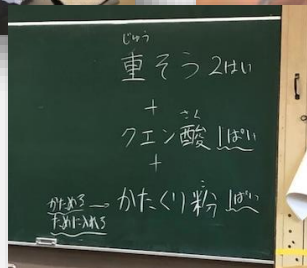 じゅう
重そう 2はい
+
さん
クエン酸 1ぱい
+
かためる
ために入れる → かたくり粉 1ぱい